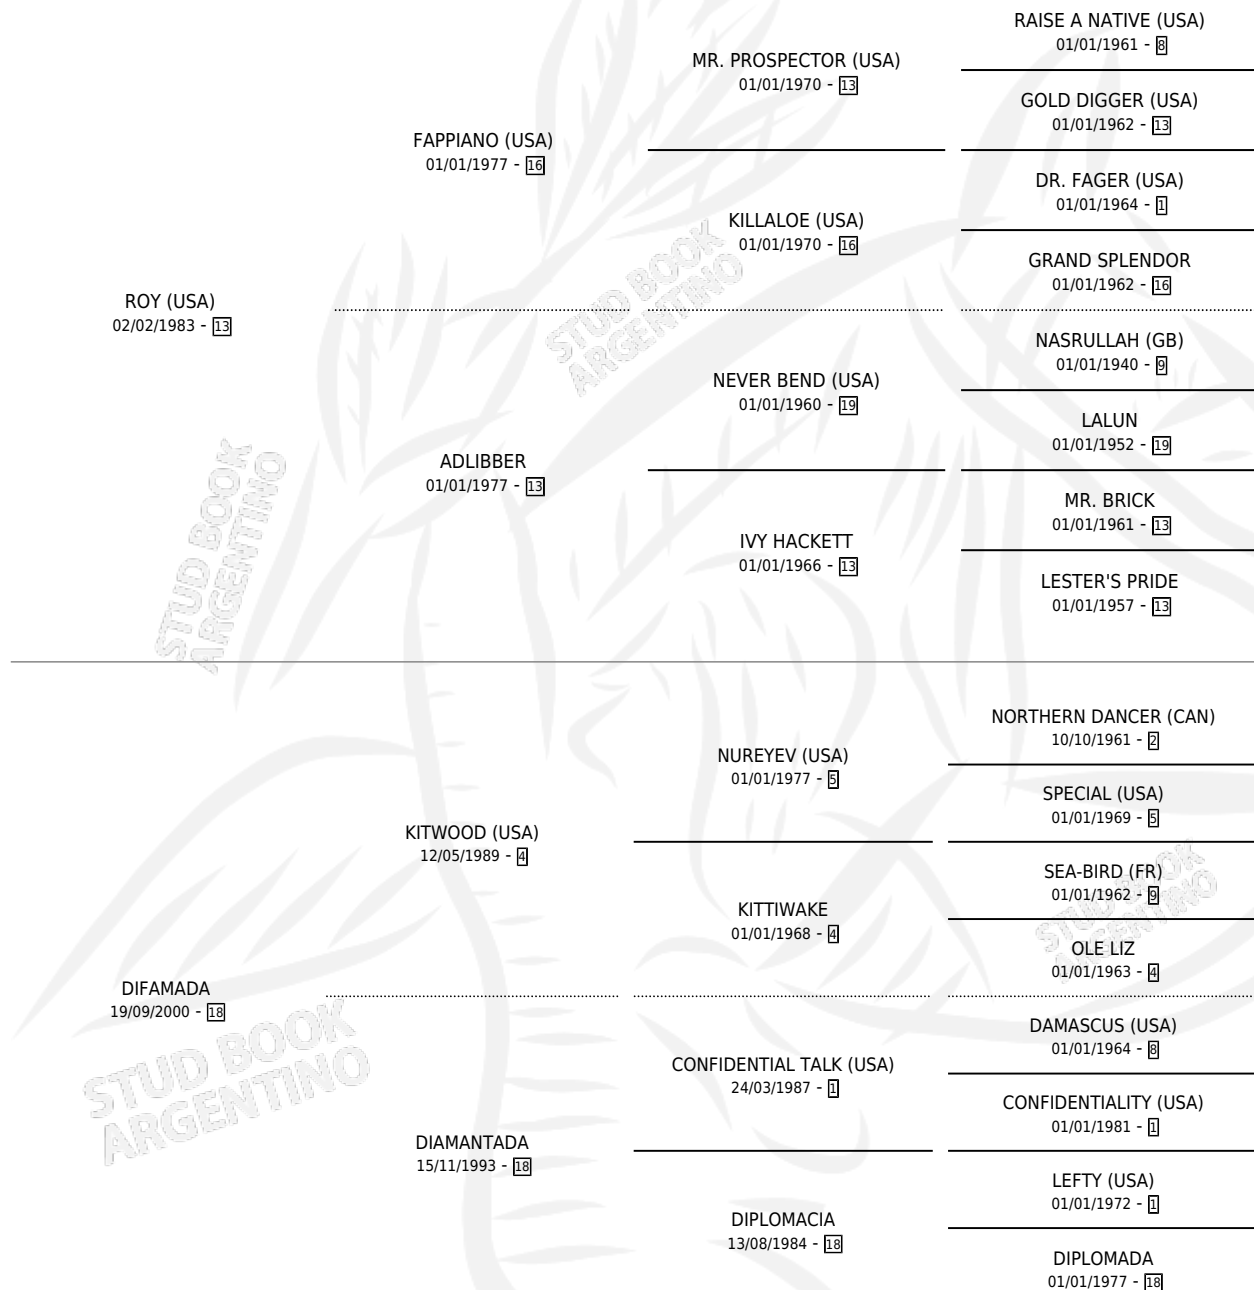 RAISE A NATIVE (USA)
01/01/1961 - 8
MR. PROSPECTOR (USA)
01/01/1970 - 13
GOLD DIGGER (USA)
01/01/1962 - 13
FAPPIANO (USA)
01/01/1977 - 16
DR. FAGER (USA)
01/01/1964 - 1
KILLALOE (USA)
01/01/1970 - 16
GRAND SPLENDOR
01/01/1962 - 16
ROY (USA)
02/02/1983 - 13
STUD BOOK
ARGENTINO
NASRULLAH (GB)
01/01/1940 - 9
NEVER BEND (USA)
01/01/1960 - 19
LALUN
01/01/1952 - 19
ADLIBBER
01/01/1977 - 13
MR. BRICK
01/01/1961 - 13
IVY HACKETT
01/01/1966 - 13
LESTER'S PRIDE
01/01/1957 - 13
STUD BOOK
ARGENTINO
NORTHERN DANCER (CAN)
10/10/1961 - 2
NUREYEV (USA)
01/01/1977 - 5
SPECIAL (USA)
01/01/1969 - 5
KITWOOD (USA)
12/05/1989 - 4
SEA-BIRD (FR)
01/01/1962 - 9
STUD BOOK
ARGENTINO
KITTIWAKE
01/01/1968 - 4
OLE LIZ
01/01/1963 - 4
DIFAMADA
19/09/2000 - 18
STUD BOOK
ARGENTINO
DAMASCUS (USA)
01/01/1964 - 8
CONFIDENTIAL TALK (USA)
24/03/1987 - 1
CONFIDENTIALITY (USA)
01/01/1981 - 1
DIAMANTADA
15/11/1993 - 18
LEFTY (USA)
01/01/1972 - 1
DIPLOMACIA
13/08/1984 - 18
DIPLOMADA
01/01/1977 - 18